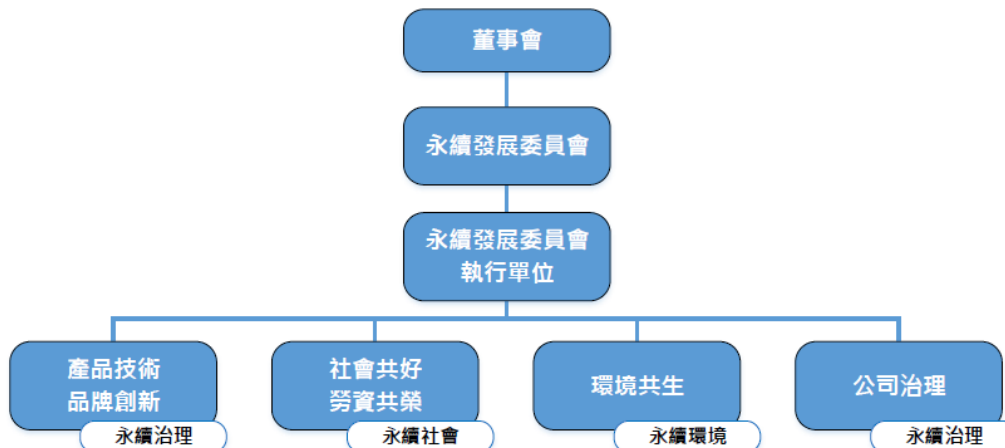 董事會
永續發展委員會
永續發展委員會
執行單位
產品技術
品牌創新
永續治理
社會共好
勞資共榮
永續社會
環境共生
永續環境
公司治理
永續治理